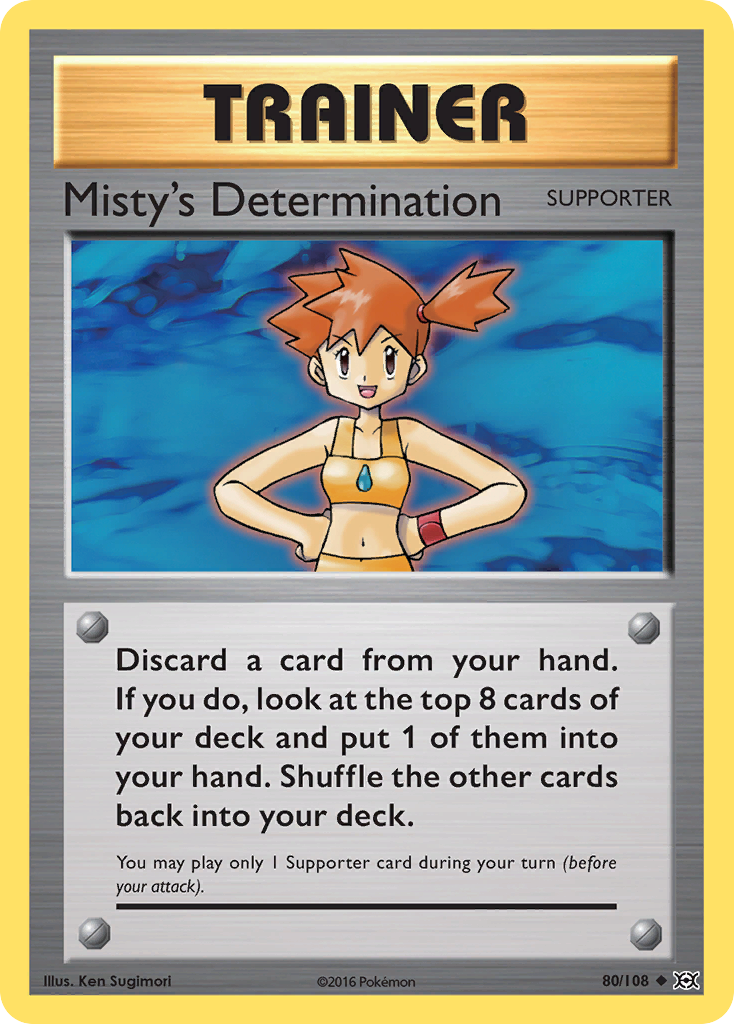 TRAINER
Misty's Determination SUPPORTER
Discard a card from your hand.
If you do, look at the top 8 cards of
your deck and put 1 of them into
your hand. Shuffle the other cards
back into your deck.
You may play only 1 Supporter card during your turn (before
your attack).
Illus. Ken Sugimori ©2016 Pokémon 80/108